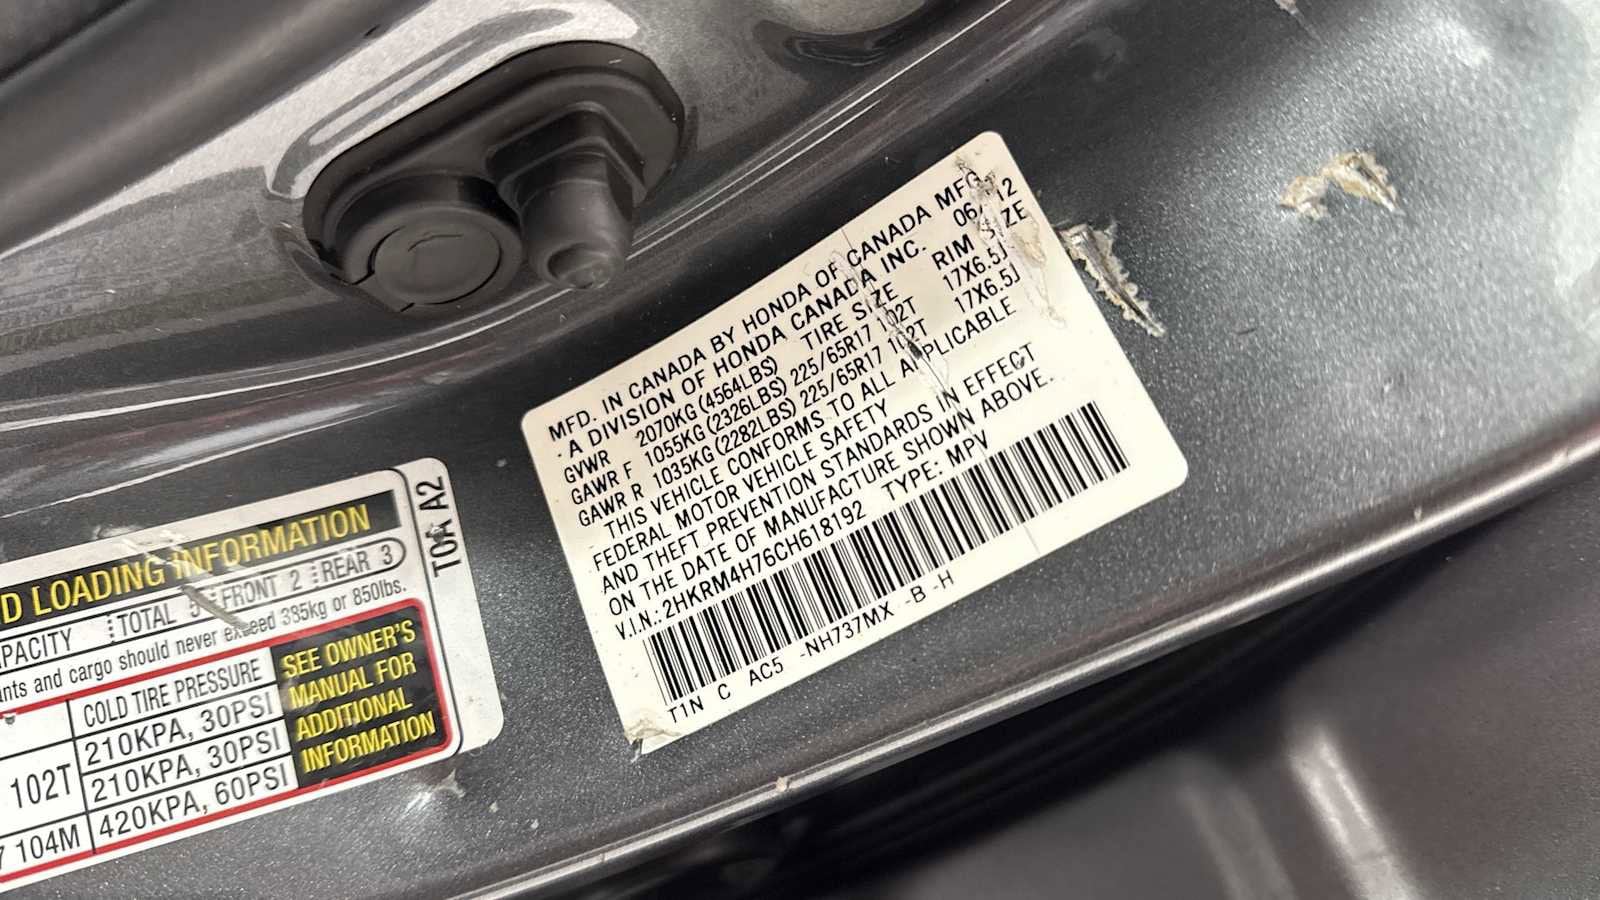 D LOADING INFORMATION
TOA A2
PACITY TOTAL 5 FRONT 2 REAR 3
nts and cargo should never exceed 385kg or 850lbs.
COLD TIRE PRESSURE
SEE OWNER'S
MANUAL FOR
ADDITIONAL
INFORMATION
210KPA, 30PSI
102T 210KPA, 30PSI
7 104M 420KPA, 60PSI
MFD. IN CANADA BY HONDA OF CANADA MFG.
A DIVISION OF HONDA CANADA INC. 06/12
GVWR 2070KG(4564LBS) TIRE SIZE RIM SIZE
GAWR F 1055KG(2326LBS) 225/65R17 102T 17X6.5J
GAWR R 1035KG(2282LBS) 225/65R17 102T 17X6.5J
THIS VEHICLE CONFORMS TO ALL APPLICABLE
FEDERAL MOTOR VEHICLE SAFETY
AND THEFT PREVENTION STANDARDS IN EFFECT
ON THE DATE OF MANUFACTURE SHOWN ABOVE.
V.I.N.:2HKRM4H76CH618192 TYPE: MPV
T1N C AC5 -NH737MX -B -H